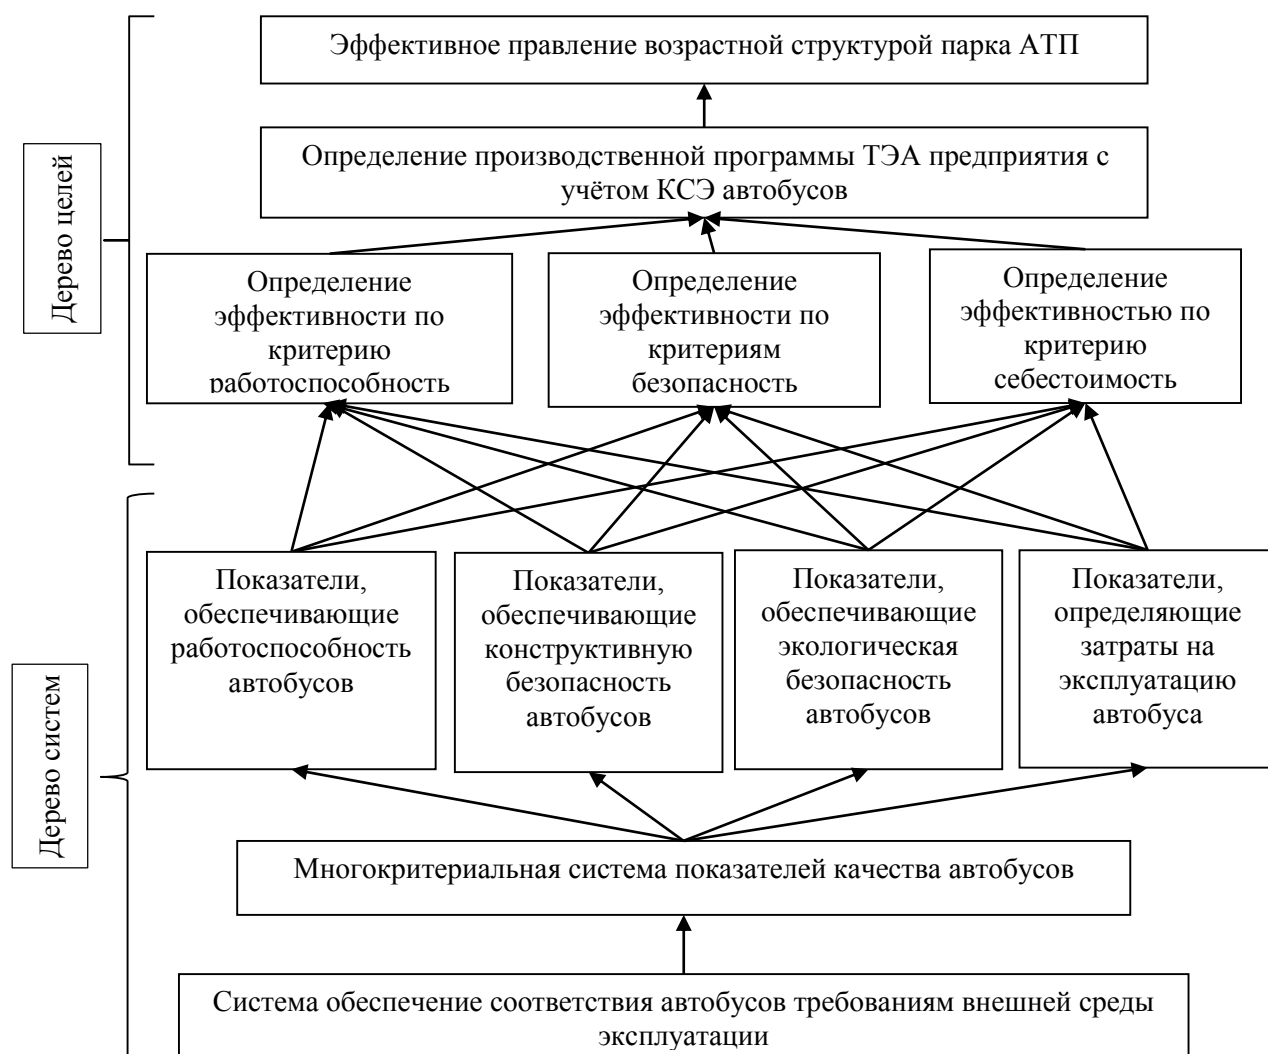 Эффективное правление возрастной структурой парка АТП
Дерево целей
Определение производственной программы ТЭА предприятия с
учётом КСЭ автобусов
Определение
эффективности по
критерию
работоспособность
Определение
эффективности по
критериям
безопасность
Определение
эффективностью по
критерию
себестоимость
Дерево систем
Показатели,
обеспечивающие
работоспособность
автобусов
Показатели,
обеспечивающие
конструктивную
безопасность
автобусов
Показатели,
обеспечивающие
экологическая
безопасность
автобусов
Показатели,
определяющие
затраты на
эксплуатацию
автобуса
Многокритериальная система показателей качества автобусов
Система обеспечение соответствия автобусов требованиям внешней среды
эксплуатации